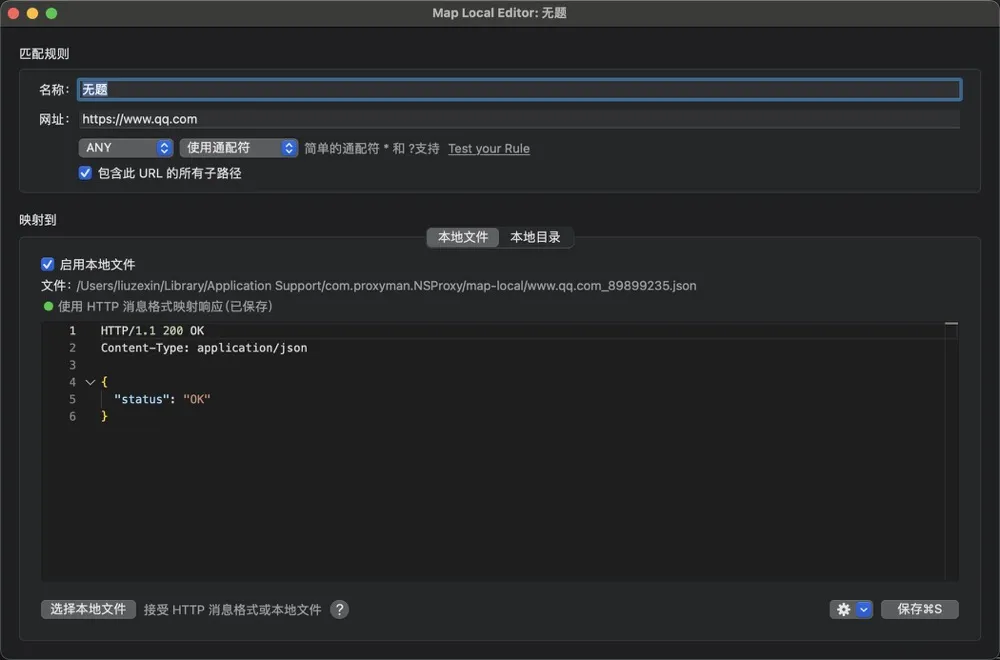 Map Local Editor: 无题
匹配规则
名称: 无题
网址: https://www.qq.com
ANY 使用通配符 简单的通配符 * 和 ?支持 Test your Rule
包含此 URL 的所有子路径
映射到
本地文件 本地目录
启用本地文件
文件: /Users/liuzexin/Library/Application Support/com.proxyman.NSProxy/map-local/www.qq.com_89899235.json
使用 HTTP 消息格式映射响应(已保存)
1 HTTP/1.1 200 OK
2 Content-Type: application/json
3
4 {
5 "status": "OK"
6 }
选择本地文件 接受 HTTP 消息格式或本地文件 ? 保存⌘S